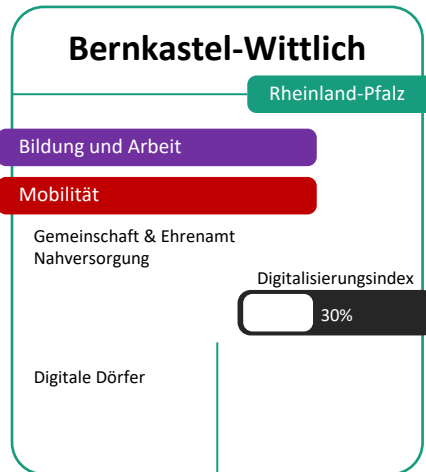 Bernkastel-Wittlich
Rheinland-Pfalz
Bildung und Arbeit
Mobilität
Gemeinschaft & Ehrenamt
Nahversorgung
Digitalisierungsindex
30%
Digitale Dörfer